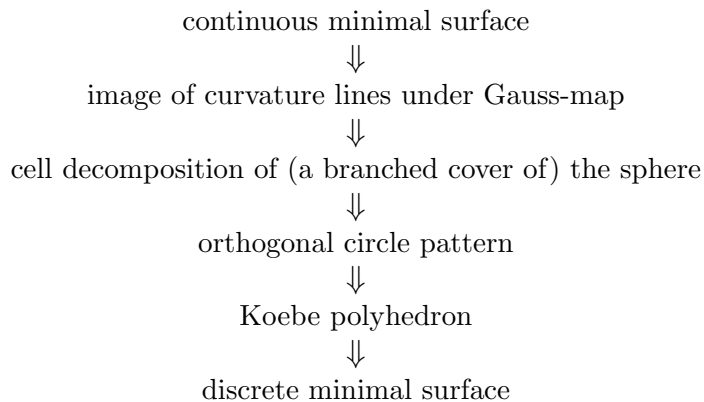 continuous minimal surface
⇓
image of curvature lines under Gauss-map
⇓
cell decomposition of (a branched cover of) the sphere
⇓
orthogonal circle pattern
⇓
Koebe polyhedron
⇓
discrete minimal surface